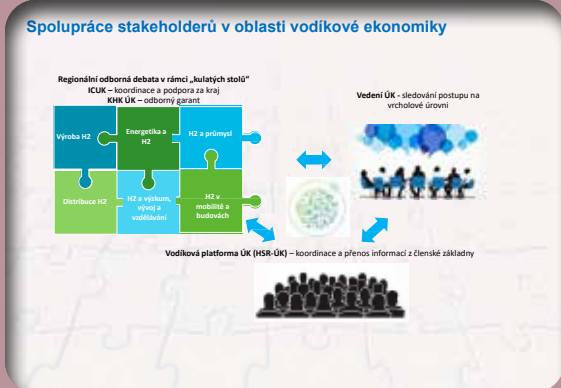 Spolupráce stakeholderů v oblasti vodíkové ekonomiky
Regionální odborná debata v rámci „kulatých stolů"
ICUK – koordinace a podpora za kraj
KHK ÚK – odborný garant
Vedení ÚK - sledování postupu na
vrcholové úrovni
Výroba H2
Energetika a
H2
H2 a průmysl
Distribuce H2
H2 a výzkum,
vývoj a
vzdělávání
H2 v
mobilitě a
budovách
Vodíková platforma ÚK (HSR-ÚK) – koordinace a přenos informací z členské základny